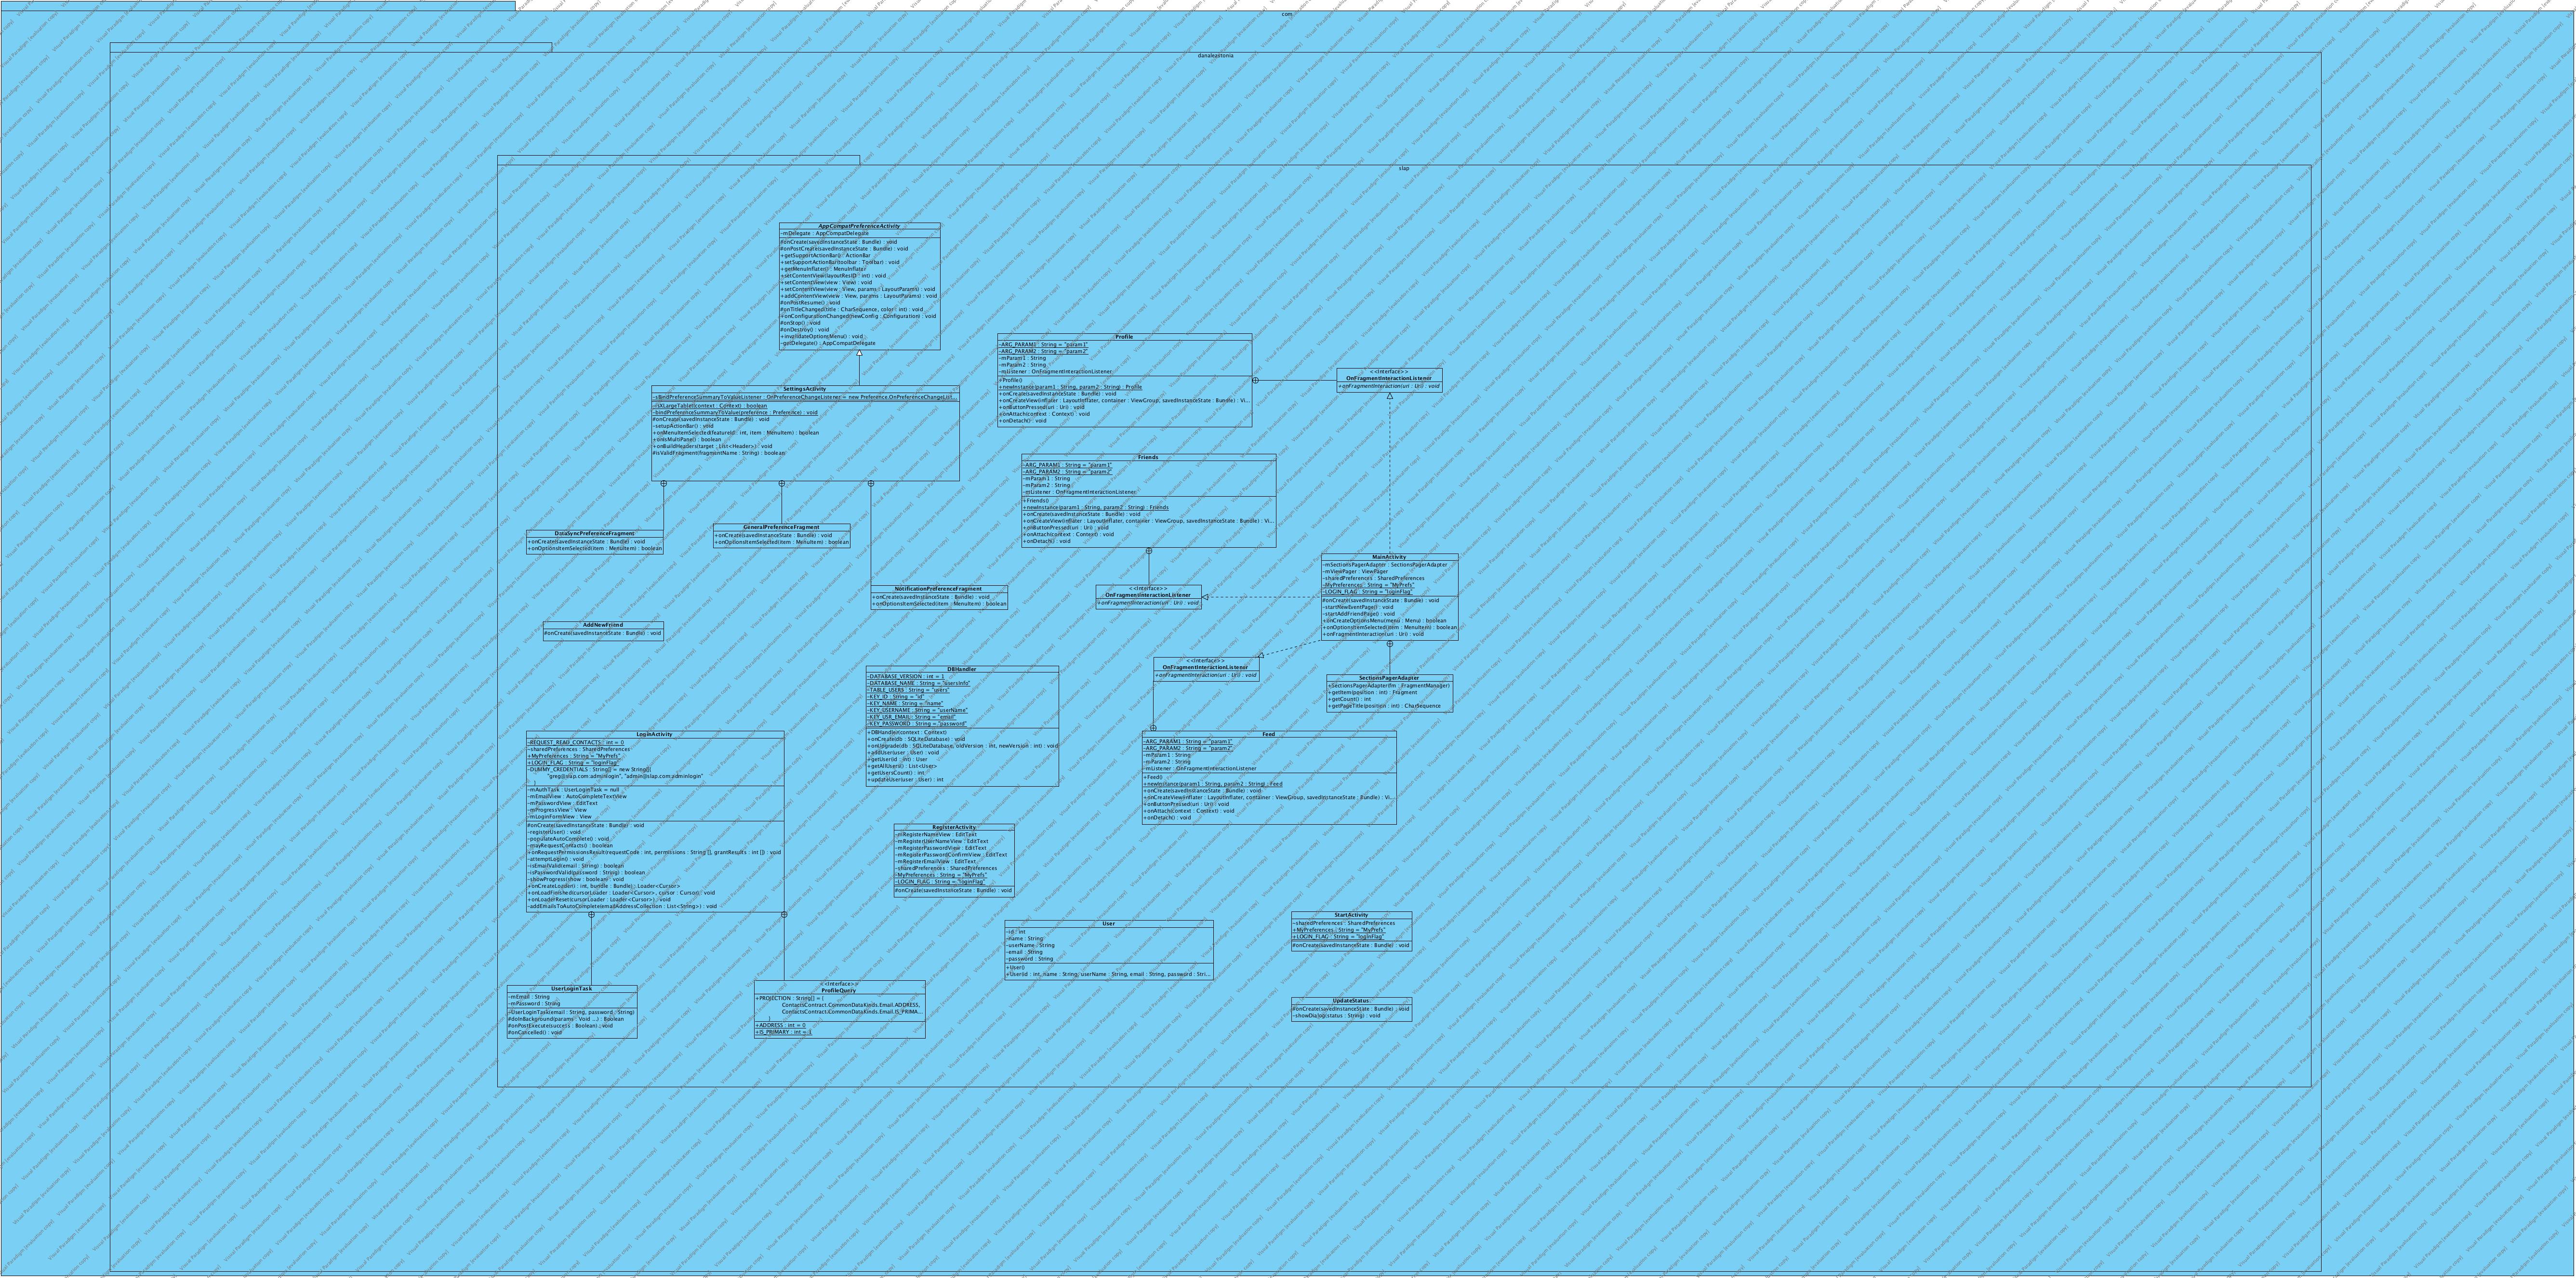 com
danaleastonia
slap
AppCompatPreferenceActivity
-mDelegate : AppCompatDelegate
#onCreate(savedInstanceState : Bundle) : void
#onPostCreate(savedInstanceState : Bundle) : void
+getSupportActionBar() : ActionBar
+setSupportActionBar(toolbar : Toolbar) : void
+getMenuInflater() : MenuInflater
+setContentView(layoutResID : int) : void
+setContentView(view : View) : void
+setContentView(view : View, params : LayoutParams) : void
+addContentView(view : View, params : LayoutParams) : void
#onPostResume() : void
#onTitleChanged(title : CharSequence, color : int) : void
+onConfigurationChanged(newConfig : Configuration) : void
#onStop() : void
#onDestroy() : void
+invalidateOptionsMenu() : void
-getDelegate() : AppCompatDelegate
Profile
-ARG_PARAM1 : String = "param1"
-ARG_PARAM2 : String = "param2"
-mParam1 : String
-mParam2 : String
-mListener : OnFragmentInteractionListener
+Profile()
+newInstance(param1 : String, param2 : String) : Profile
+onCreate(savedInstanceState : Bundle) : void
+onCreateView(inflater : LayoutInflater, container : ViewGroup, savedInstanceState : Bundle) : Vi...
+onButtonPressed(uri : Uri) : void
+onAttach(context : Context) : void
+onDetach() : void
<<Interface>>
OnFragmentInteractionListener
+onFragmentInteraction(uri : Uri) : void
SettingsActivity
-sBindPreferenceSummaryToValueListener : OnPreferenceChangeListener = new Preference.OnPreferenceChangeList...
-isXLargeTablet(context : Context) : boolean
-bindPreferenceSummaryToValue(preference : Preference) : void
#onCreate(savedInstanceState : Bundle) : void
-setupActionBar() : void
+onMenuItemSelected(featureId : int, item : MenuItem) : boolean
+onIsMultiPane() : boolean
+onBuildHeaders(target : List<Header>) : void
#isValidFragment(fragmentName : String) : boolean
Friends
-ARG_PARAM1 : String = "param1"
-ARG_PARAM2 : String = "param2"
-mParam1 : String
-mParam2 : String
-mListener : OnFragmentInteractionListener
+Friends()
+newInstance(param1 : String, param2 : String) : Friends
+onCreate(savedInstanceState : Bundle) : void
+onCreateView(inflater : LayoutInflater, container : ViewGroup, savedInstanceState : Bundle) : Vi...
+onButtonPressed(uri : Uri) : void
+onAttach(context : Context) : void
+onDetach() : void
DataSyncPreferenceFragment
+onCreate(savedInstanceState : Bundle) : void
+onOptionsItemSelected(item : MenuItem) : boolean
GeneralPreferenceFragment
+onCreate(savedInstanceState : Bundle) : void
+onOptionsItemSelected(item : MenuItem) : boolean
NotificationPreferenceFragment
+onCreate(savedInstanceState : Bundle) : void
+onOptionsItemSelected(item : MenuItem) : boolean
<<Interface>>
OnFragmentInteractionListener
+onFragmentInteraction(uri : Uri) : void
MainActivity
-mSectionsPagerAdapter : SectionsPagerAdapter
-mViewPager : ViewPager
-sharedPreferences : SharedPreferences
-MyPreferences : String = "MyPrefs"
-LOGIN_FLAG : String = "loginFlag"
#onCreate(savedInstanceState : Bundle) : void
-startNewEventPage() : void
-startAddFriendPage() : void
+onCreateOptionsMenu(menu : Menu) : boolean
+onOptionsItemSelected(item : MenuItem) : boolean
+onFragmentInteraction(uri : Uri) : void
AddNewFriend
#onCreate(savedInstanceState : Bundle) : void
<<Interface>>
OnFragmentInteractionListener
+onFragmentInteraction(uri : Uri) : void
SectionsPagerAdapter
+SectionsPagerAdapter(fm : FragmentManager)
+getItem(position : int) : Fragment
+getCount() : int
+getPageTitle(position : int) : CharSequence
DBHandler
-DATABASE_VERSION : int = 1
-DATABASE_NAME : String = "usersInfo"
-TABLE_USERS : String = "users"
-KEY_ID : String = "id"
-KEY_NAME : String = "name"
-KEY_USERNAME : String = "userName"
-KEY_USR_EMAIL : String = "email"
-KEY_PASSWORD : String = "password"
+DBHandler(context : Context)
+onCreate(db : SQLiteDatabase) : void
+onUpgrade(db : SQLiteDatabase, oldVersion : int, newVersion : int) : void
+addUser(user : User) : void
+getUser(id : int) : User
+getAllUsers() : List<User>
+getUsersCount() : int
+updateUser(user : User) : int
LoginActivity
-REQUEST_READ_CONTACTS : int = 0
-sharedPreferences : SharedPreferences
+MyPreferences : String = "MyPrefs"
+LOGIN_FLAG : String = "loginFlag"
-DUMMY_CREDENTIALS : String[] = new String[]{
"greg@slap.com:adminlogin", "admin@slap.com:adminlogin"
}
-mAuthTask : UserLoginTask = null
-mEmailView : AutoCompleteTextView
-mPasswordView : EditText
-mProgressView : View
-mLoginFormView : View
#onCreate(savedInstanceState : Bundle) : void
-registerUser() : void
-populateAutoComplete() : void
-mayRequestContacts() : boolean
+onRequestPermissionsResult(requestCode : int, permissions : String [], grantResults : int []) : void
-attemptLogin() : void
-isEmailValid(email : String) : boolean
-isPasswordValid(password : String) : boolean
-showProgress(show : boolean) : void
+onCreateLoader(i : int, bundle : Bundle) : Loader<Cursor>
+onLoadFinished(cursorLoader : Loader<Cursor>, cursor : Cursor) : void
+onLoaderReset(cursorLoader : Loader<Cursor>) : void
-addEmailsToAutoComplete(emailAddressCollection : List<String>) : void
Feed
-ARG_PARAM1 : String = "param1"
-ARG_PARAM2 : String = "param2"
-mParam1 : String
-mParam2 : String
-mListener : OnFragmentInteractionListener
+Feed()
+newInstance(param1 : String, param2 : String) : Feed
+onCreate(savedInstanceState : Bundle) : void
+onCreateView(inflater : LayoutInflater, container : ViewGroup, savedInstanceState : Bundle) : Vi...
+onButtonPressed(uri : Uri) : void
+onAttach(context : Context) : void
+onDetach() : void
RegisterActivity
-mRegisterNameView : EditText
-mRegisterUserNameView : EditText
-mRegisterPasswordView : EditText
-mRegisterPasswordConfirmView : EditText
-mRegisterEmailView : EditText
-sharedPreferences : SharedPreferences
-MyPreferences : String = "MyPrefs"
-LOGIN_FLAG : String = "loginFlag"
#onCreate(savedInstanceState : Bundle) : void
User
-id : int
-name : String
-userName : String
-email : String
-password : String
+User()
+User(id : int, name : String, userName : String, email : String, password : Stri...
StartActivity
-sharedPreferences : SharedPreferences
+MyPreferences : String = "MyPrefs"
+LOGIN_FLAG : String = "loginFlag"
#onCreate(savedInstanceState : Bundle) : void
UserLoginTask
-mEmail : String
-mPassword : String
~UserLoginTask(email : String, password : String)
#doInBackground(params : Void ...) : Boolean
#onPostExecute(success : Boolean) : void
#onCancelled() : void
<<Interface>>
ProfileQuery
+PROJECTION : String[] = {
ContactsContract.CommonDataKinds.Email.ADDRESS,
ContactsContract.CommonDataKinds.Email.IS_PRIMA...
}
+ADDRESS : int = 0
+IS_PRIMARY : int = 1
UpdateStatus
#onCreate(savedInstanceState : Bundle) : void
-showDialog(status : String) : void